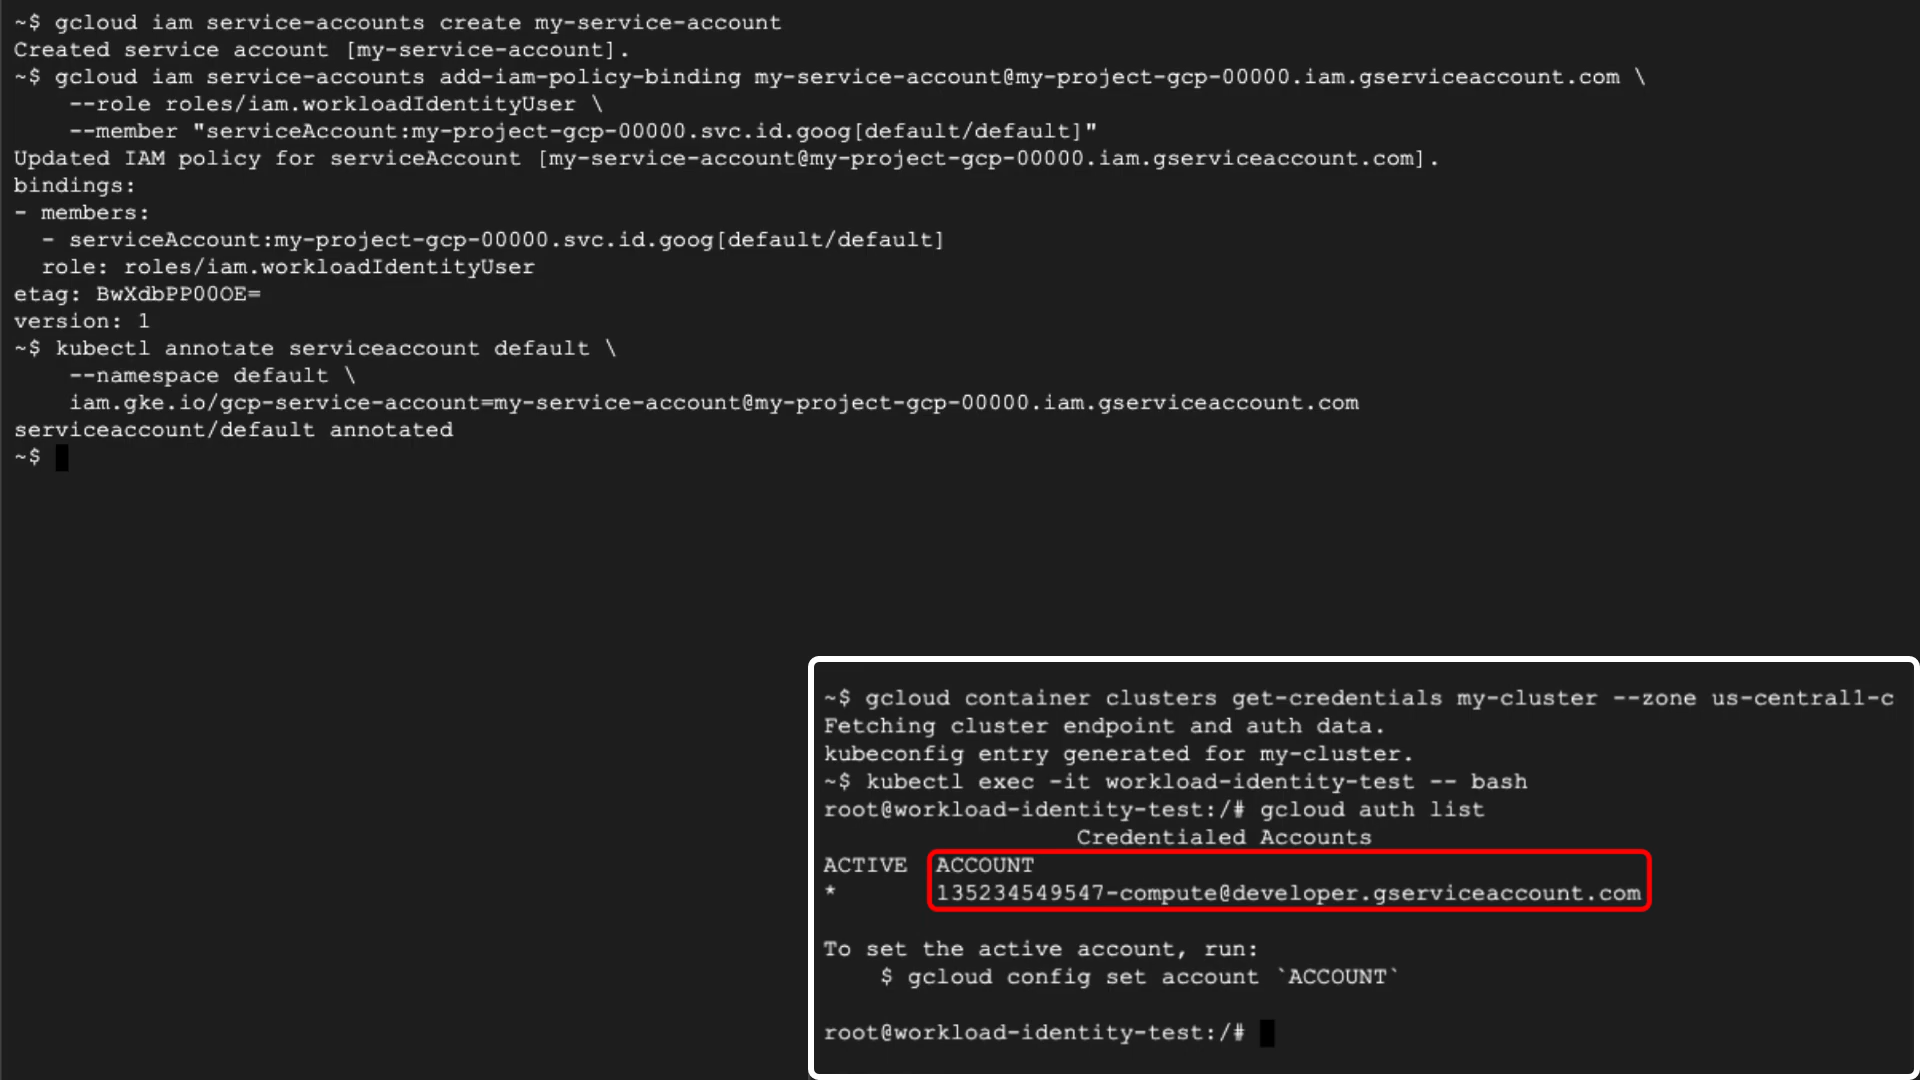 ~$ gcloud iam service-accounts create my-service-account
Created service account [my-service-account].
~$ gcloud iam service-accounts add-iam-policy-binding my-service-account@my-project-gcp-00000.iam.gserviceaccount.com \
--role roles/iam.workloadIdentityUser \
--member "serviceAccount:my-project-gcp-00000.svc.id.goog[default/default]"
Updated IAM policy for serviceAccount [my-service-account@my-project-gcp-00000.iam.gserviceaccount.com].
bindings:
- members:
- serviceAccount:my-project-gcp-00000.svc.id.goog[default/default]
role: roles/iam.workloadIdentityUser
etag: BwXdbPP00OE=
version: 1
~$ kubectl annotate serviceaccount default \
--namespace default \
iam.gke.io/gcp-service-account=my-service-account@my-project-gcp-00000.iam.gserviceaccount.com
serviceaccount/default annotated
~$
~$ gcloud container clusters get-credentials my-cluster --zone us-central1-c
Fetching cluster endpoint and auth data.
kubeconfig entry generated for my-cluster.
~$ kubectl exec -it workload-identity-test -- bash
root@workload-identity-test:/# gcloud auth list
Credentialed Accounts
ACTIVE ACCOUNT
* 135234549547-compute@developer.gserviceaccount.com
To set the active account, run:
$ gcloud config set account `ACCOUNT`
root@workload-identity-test:/#